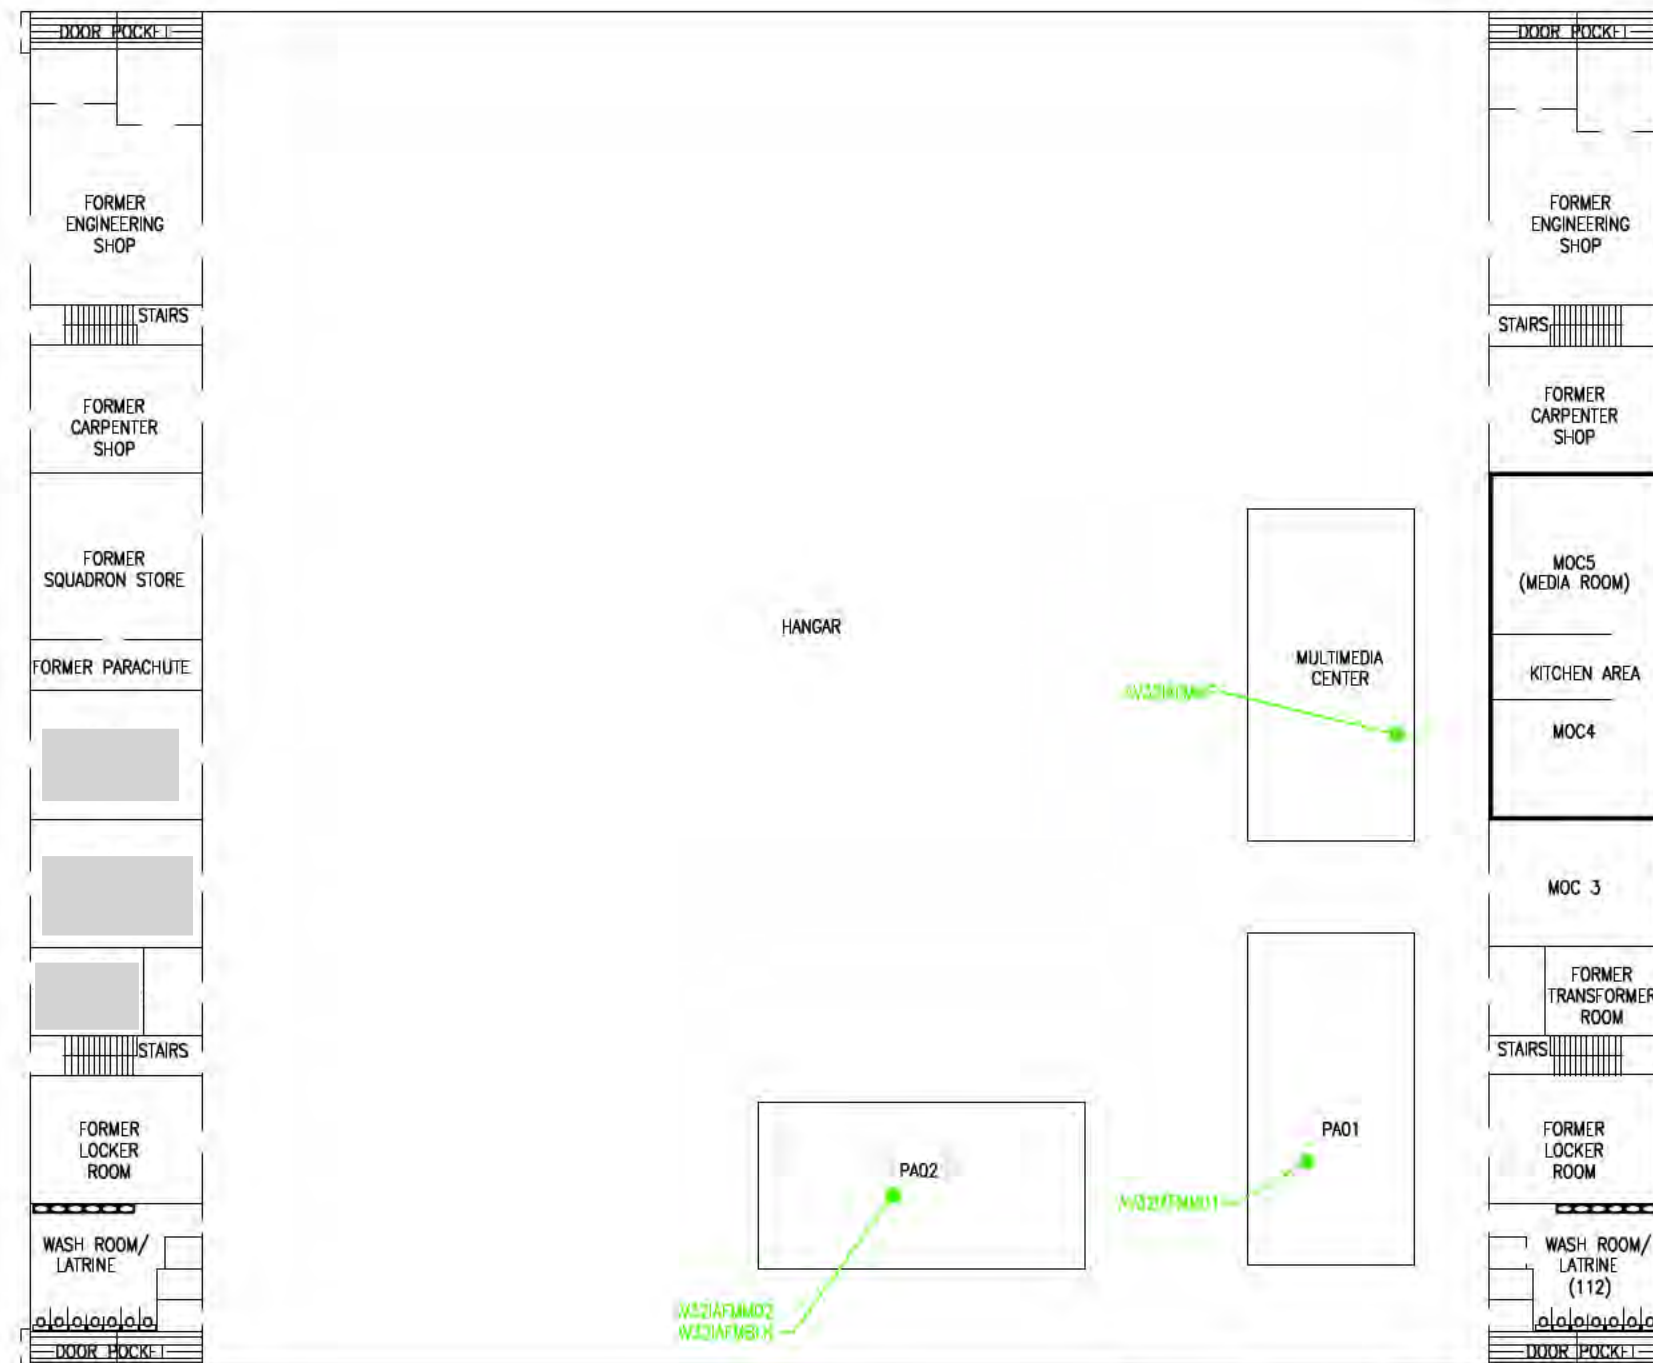 DOOR POCKET
DOOR POCKET
FORMER
ENGINEERING
SHOP
FORMER
ENGINEERING
SHOP
STAIRS
STAIRS
FORMER
CARPENTER
SHOP
FORMER
CARPENTER
SHOP
FORMER
SQUADRON STORE
MOC5
(MEDIA ROOM)
HANGAR
FORMER PARACHUTE
MULTIMEDIA
CENTER
KITCHEN AREA
MOC4
MOC 3
FORMER
TRANSFORMER
ROOM
STAIRS
STAIRS
FORMER
LOCKER
ROOM
PA02
PA01
FORMER
LOCKER
ROOM
WASH ROOM/
LATRINE
WASH ROOM/
LATRINE
(112)
DOOR POCKET
DOOR POCKET